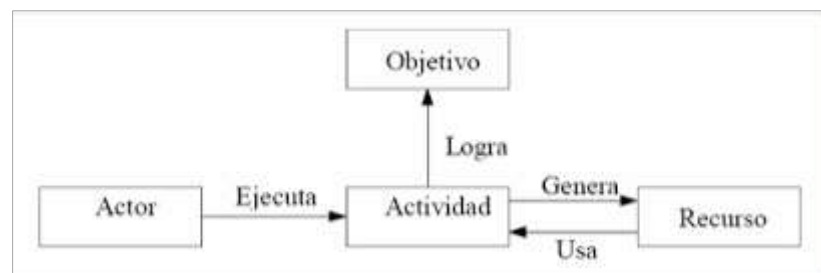 Objetivo
Logra
Actor
Ejecuta
Actividad
Genera
Usa
Recurso